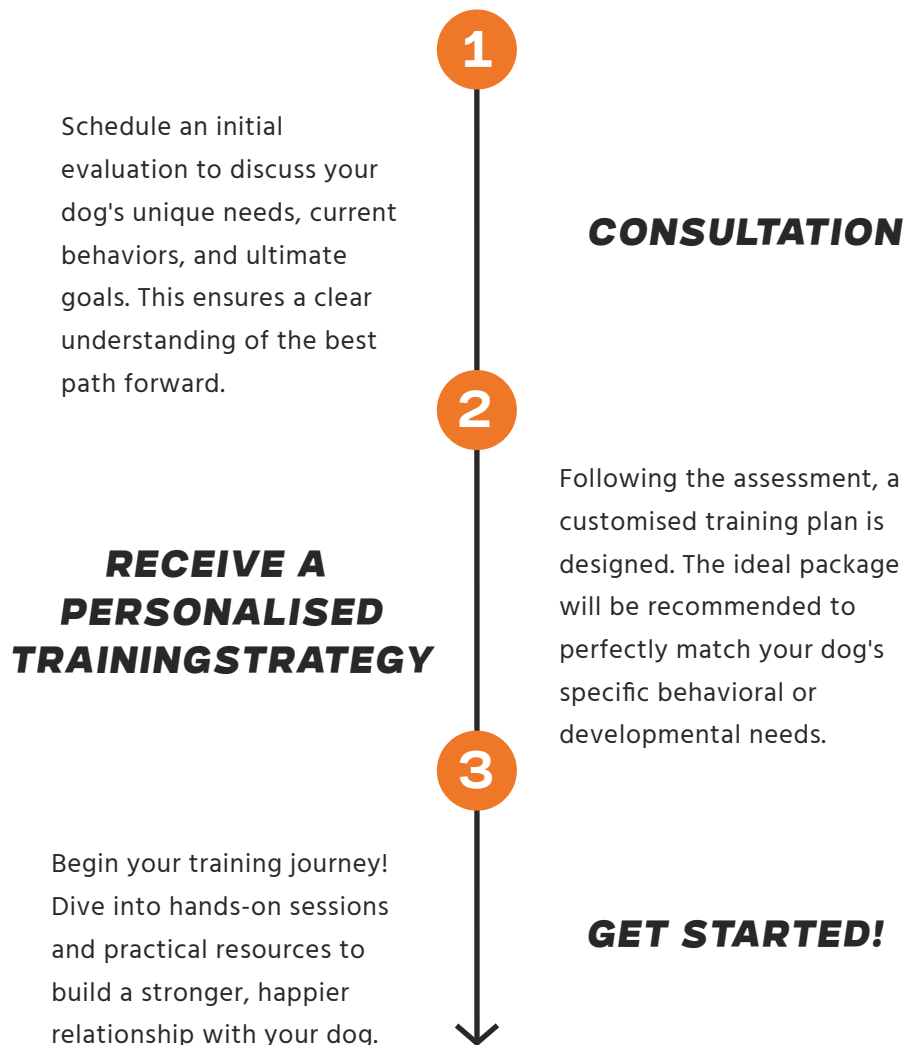 1
Schedule an initial
evaluation to discuss your
dog's unique needs, current
behaviors, and ultimate
goals. This ensures a clear
understanding of the best
path forward.
CONSULTATION
2
RECEIVE A
PERSONALISED
TRAININGSTRATEGY
Following the assessment, a
customised training plan is
designed. The ideal package
will be recommended to
perfectly match your dog's
specific behavioral or
developmental needs.
3
Begin your training journey!
Dive into hands-on sessions
and practical resources to
build a stronger, happier
relationship with your dog.
GET STARTED!